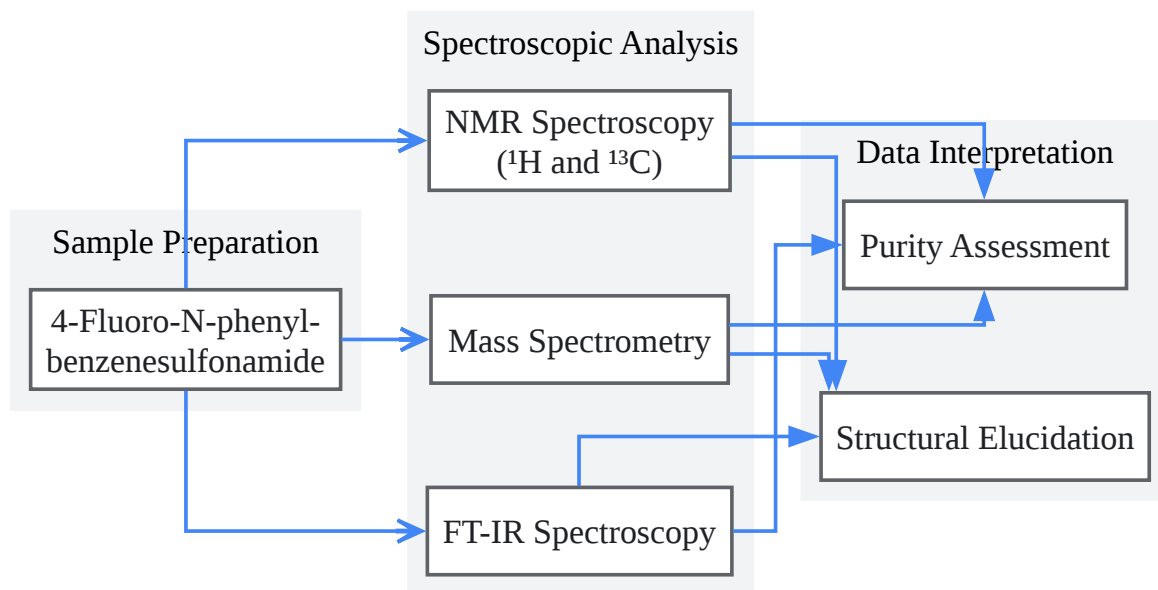 Sample Preparation
4-Fluoro-N-phenyl-
benzenesulfonamide
Spectroscopic Analysis
NMR Spectroscopy
(¹H and ¹³C)
Mass Spectrometry
FT-IR Spectroscopy
Data Interpretation
Purity Assessment
Structural Elucidation